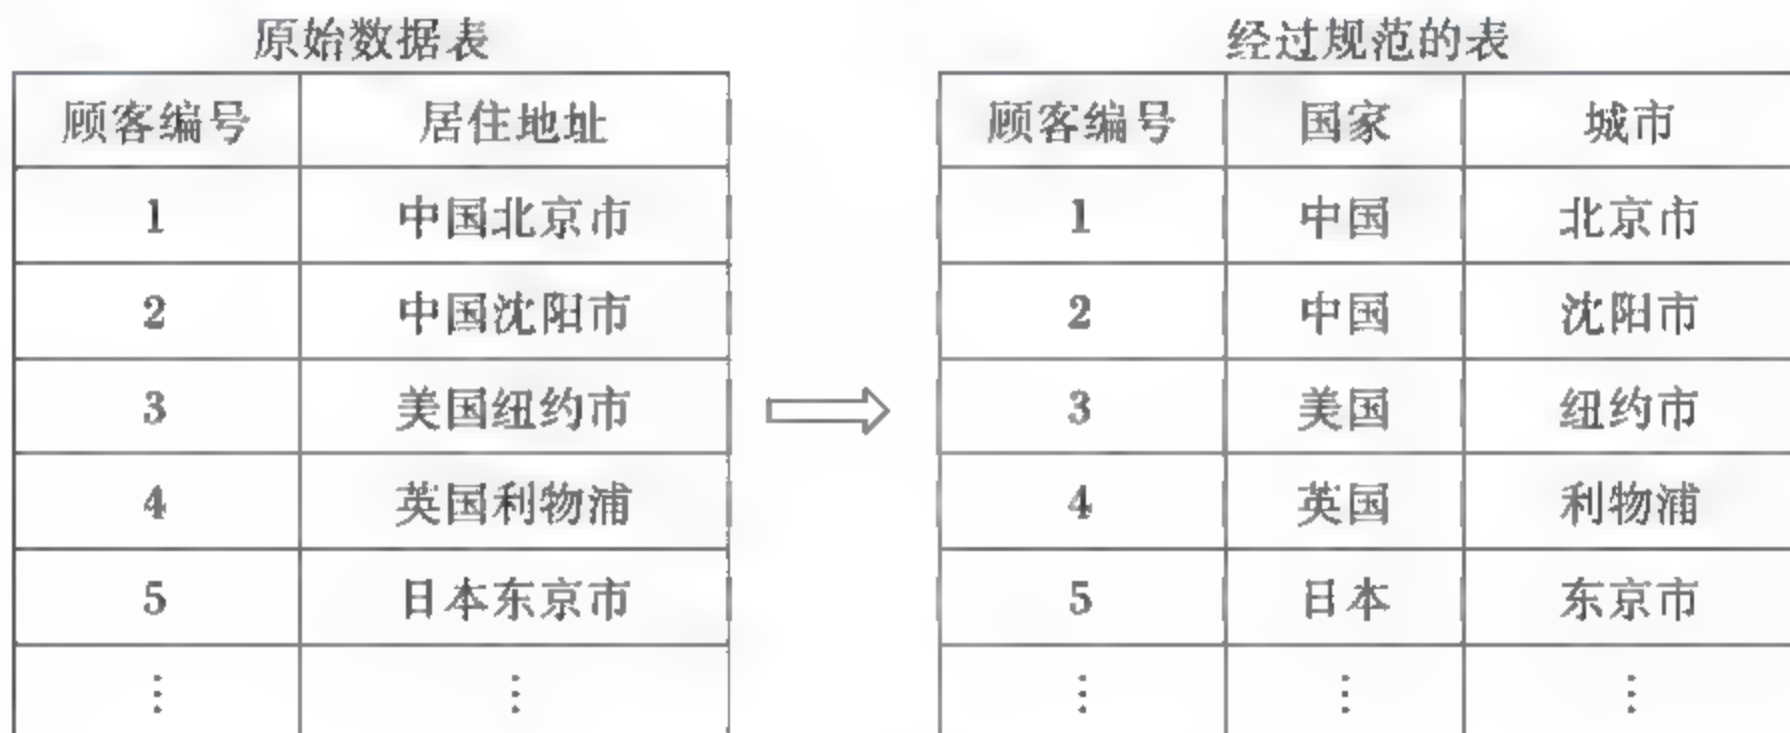 原始数据表 经过规范的表
顾客编号 居住地址 顾客编号 国家 城市
1 中国北京市 1 中国 北京市
2 中国沈阳市 2 中国 沈阳市
3 美国纽约市 3 美国 纽约市
4 英国利物浦 4 英国 利物浦
5 日本东京市 5 日本 东京市
⋮ ⋮ ⋮ ⋮ ⋮